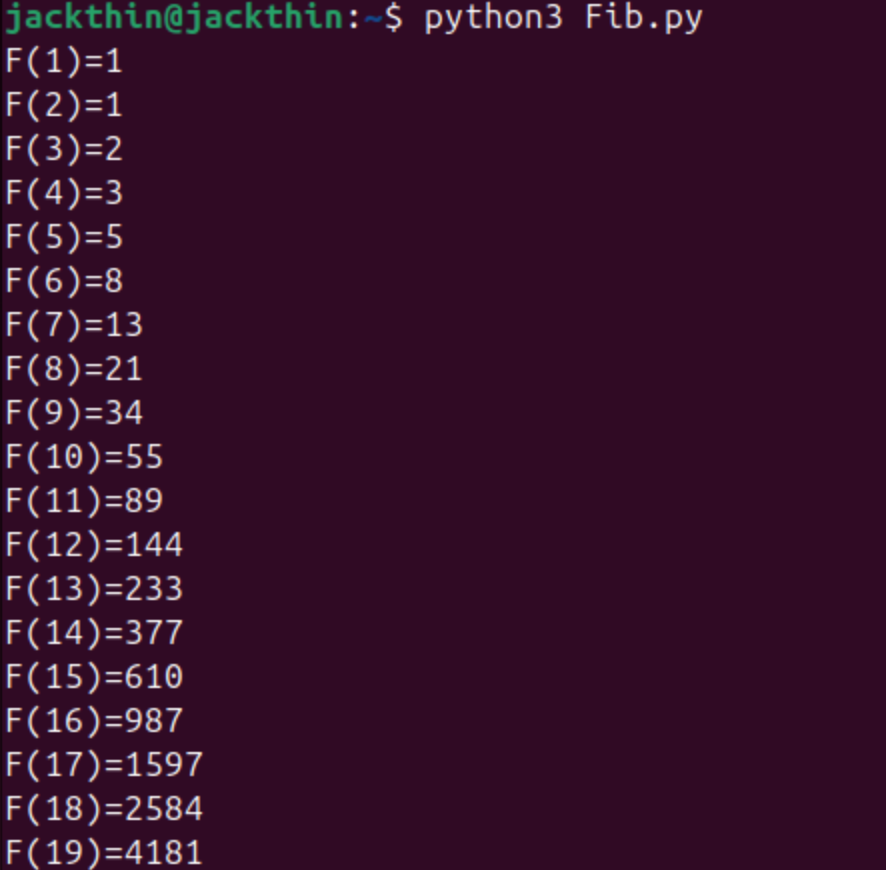 jackthin@jackthin:~$ python3 Fib.py
F(1)=1
F(2)=1
F(3)=2
F(4)=3
F(5)=5
F(6)=8
F(7)=13
F(8)=21
F(9)=34
F(10)=55
F(11)=89
F(12)=144
F(13)=233
F(14)=377
F(15)=610
F(16)=987
F(17)=1597
F(18)=2584
F(19)=4181